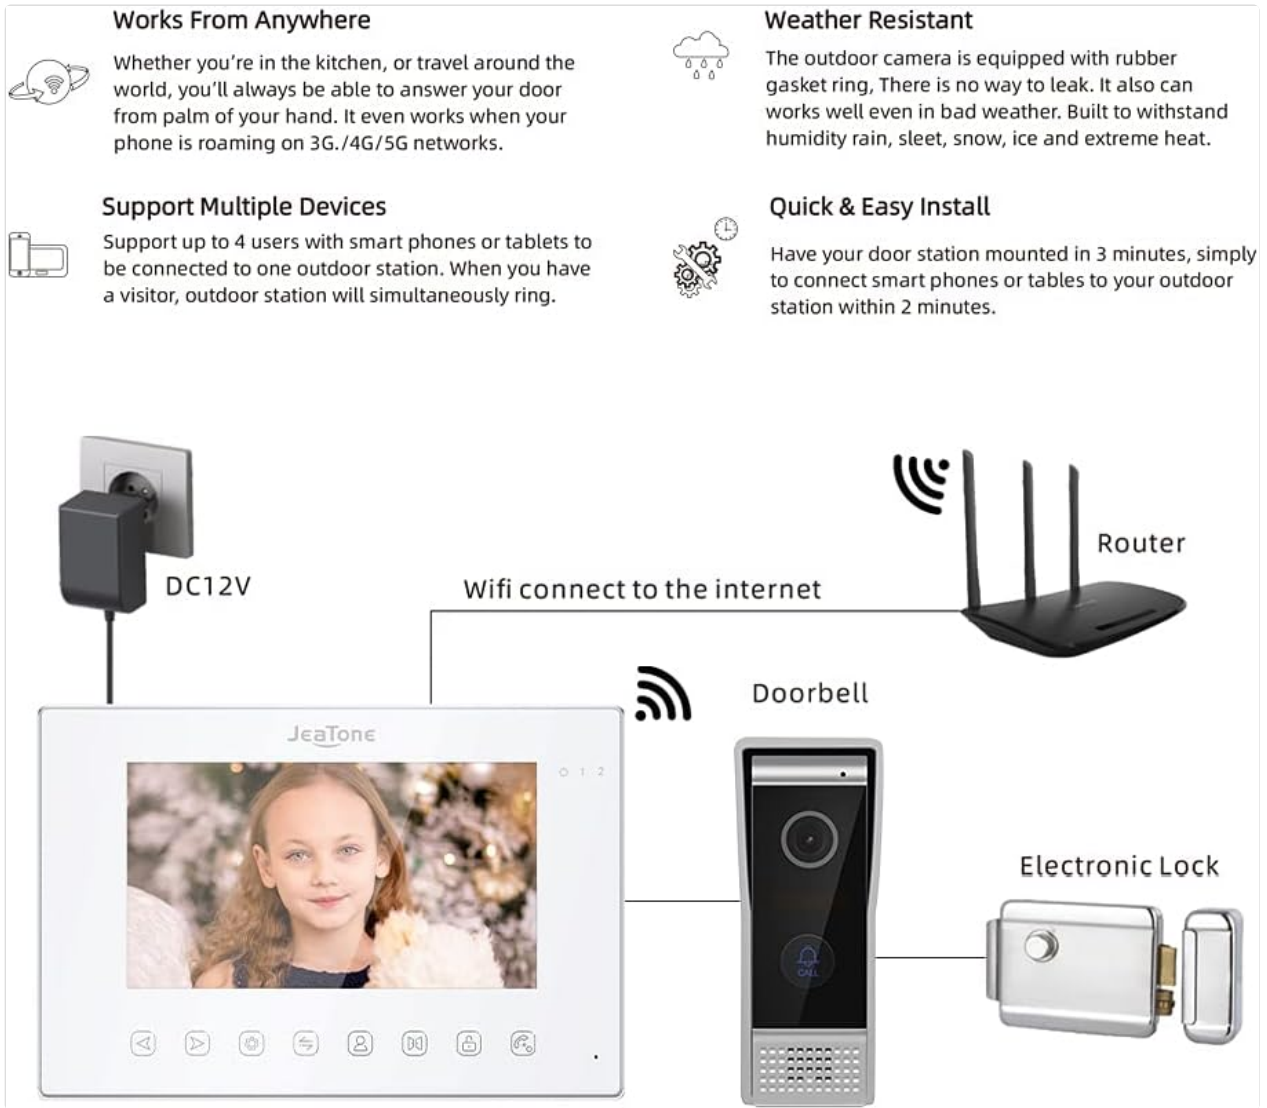 Works From Anywhere
Whether you're in the kitchen, or travel around the
world, you'll always be able to answer your door
from palm of your hand. It even works when your
phone is roaming on 3G./4G/5G networks.
Weather Resistant
The outdoor camera is equipped with rubber
gasket ring, There is no way to leak. It also can
works well even in bad weather. Built to withstand
humidity rain, sleet, snow, ice and extreme heat.
Support Multiple Devices
Support up to 4 users with smart phones or tablets to
be connected to one outdoor station. When you have
a visitor, outdoor station will simultaneously ring.
Quick & Easy Install
Have your door station mounted in 3 minutes, simply
to connect smart phones or tables to your outdoor
station within 2 minutes.
DC12V
Wifi connect to the internet
Router
Doorbell
JeaTone
1 2
Electronic Lock
CALL